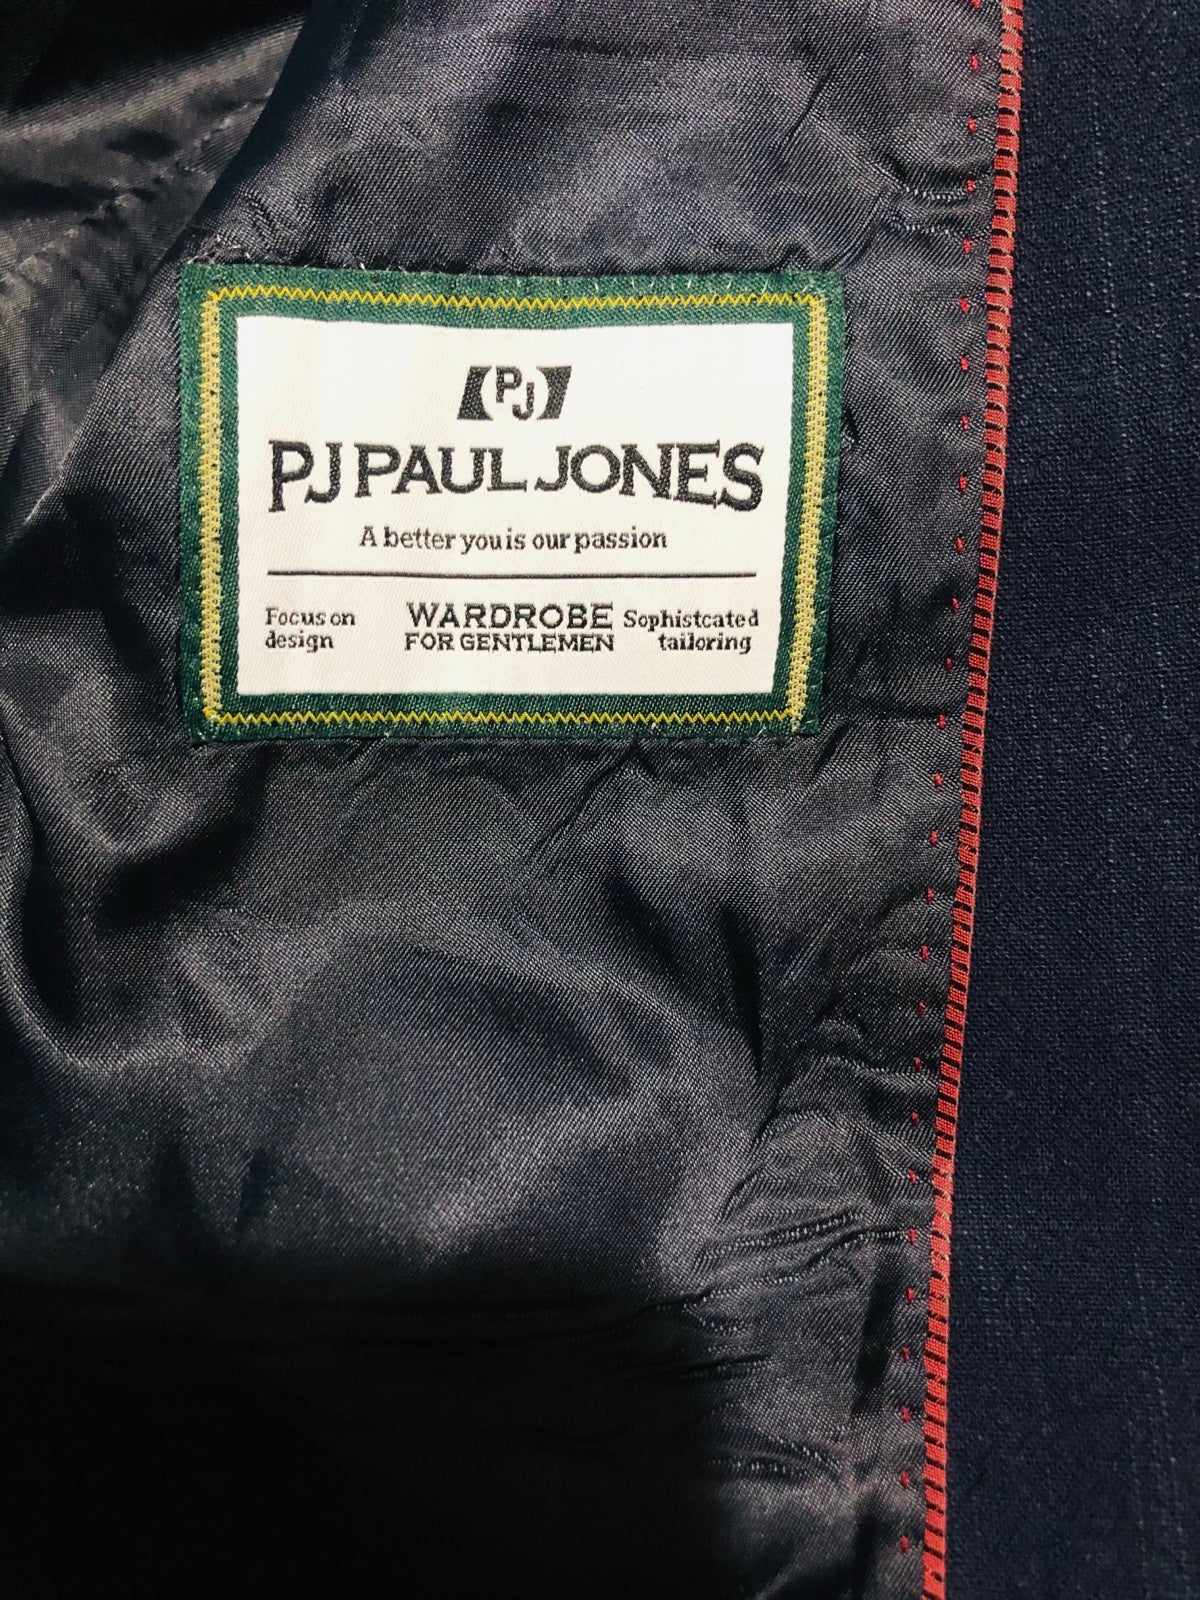 PJ
PJ PAUL JONES
A better you is our passion
Focus on
design
WARDROBE
FOR GENTLEMEN
Sophistcated
tailoring